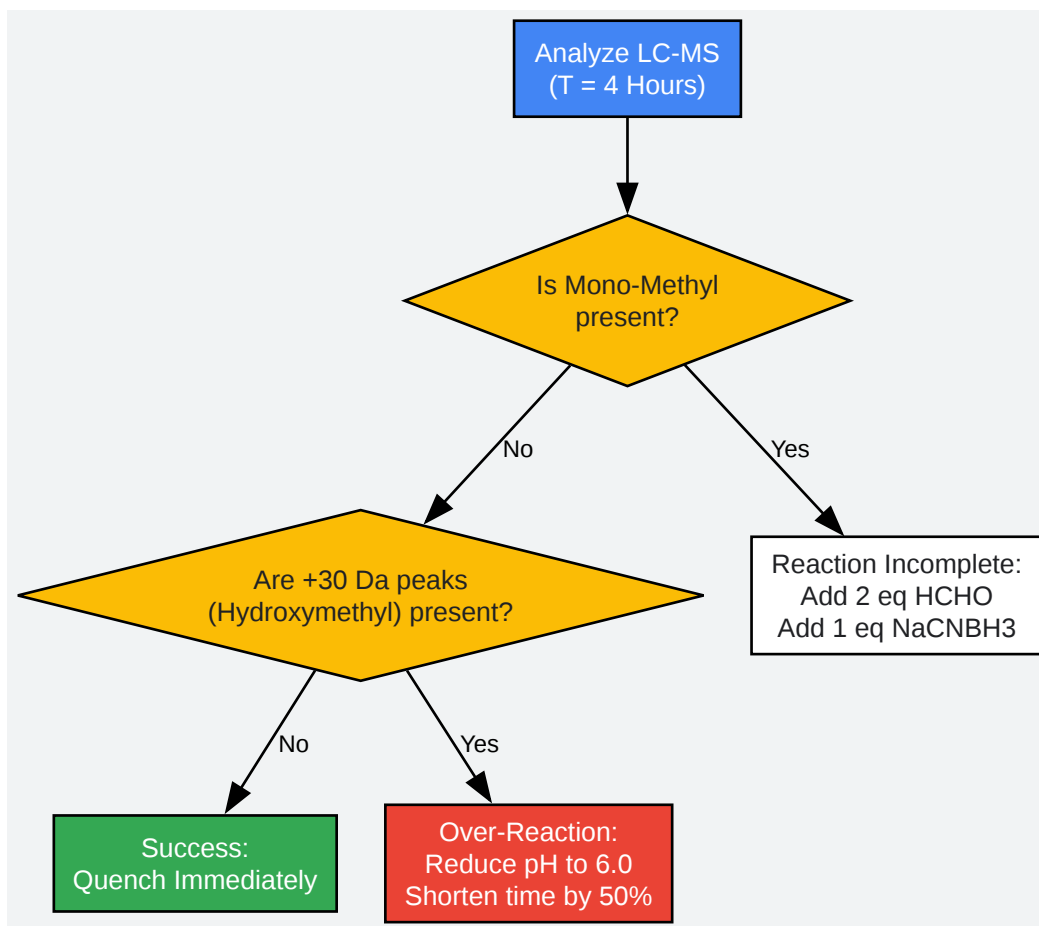 Analyze LC-MS
(T = 4 Hours)
Is Mono-Methyl
present?
No
Yes
Are +30 Da peaks
(Hydroxymethyl) present?
Reaction Incomplete:
Add 2 eq HCHO
Add 1 eq NaCNBH3
No
Yes
Success:
Quench Immediately
Over-Reaction:
Reduce pH to 6.0
Shorten time by 50%